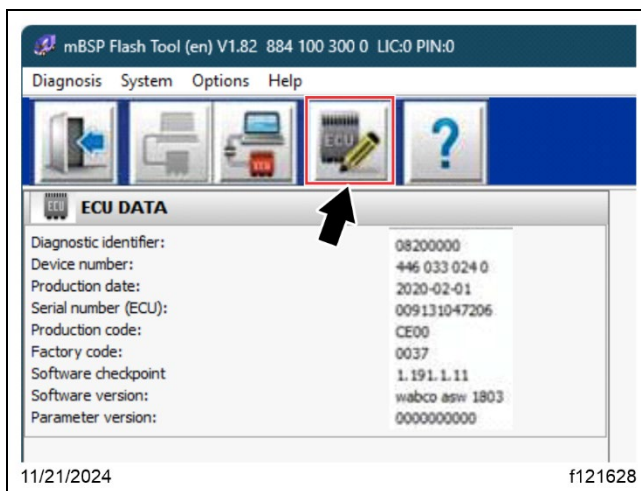 mBSP Flash Tool (en) V1.82 884 100 300 0 LIC:0 PIN:0
Diagnosis System Options Help
ECU
?
ECU ECU DATA
Diagnostic identifier: 08200000
Device number: 446 033 024 0
Production date: 2020-02-01
Serial number (ECU): 009131047206
Production code: CE00
Factory code: 0037
Software checkpoint 1.191.1.11
Software version: wabco asw 1803
Parameter version: 0000000000
11/21/2024 f121628